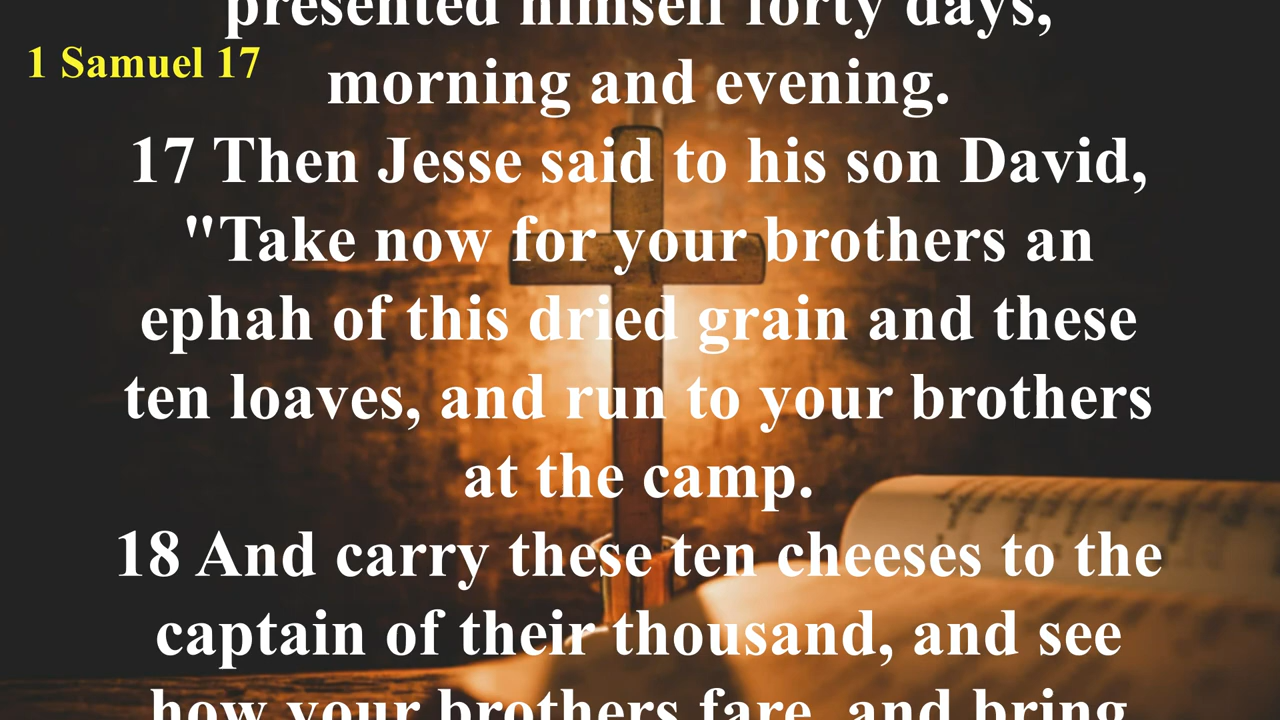 presented himself forty days,
1 Samuel 17
morning and evening.
17 Then Jesse said to his son David,
"Take now for your brothers an
ephah of this dried grain and these
ten loaves, and run to your brothers
at the camp.
18 And carry these ten cheeses to the
captain of their thousand, and see
how your brothers fare, and bring